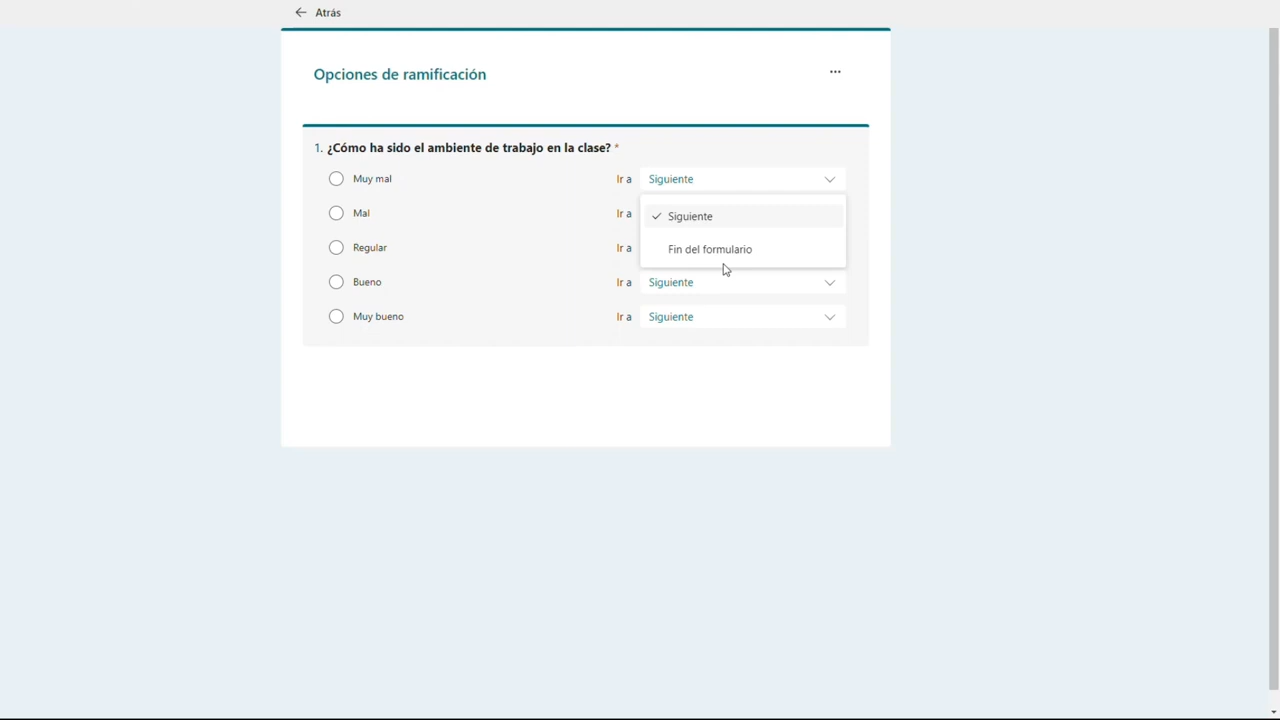 Atrás
Opciones de ramificación
...
1. ¿Cómo ha sido el ambiente de trabajo en la clase? *
Muy mal Ir a Siguiente
Mal Ir a Siguiente
Regular Ir a Fin del formulario
Bueno Ir a Siguiente
Muy bueno Ir a Siguiente